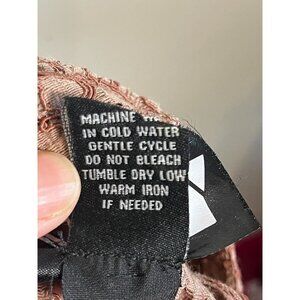 MACHINE
IN COLD WATER
GENTLE CYCLE
DO NOT BLEACH
TUMBLE DRY LOW
WARM IRON
IF NEEDED